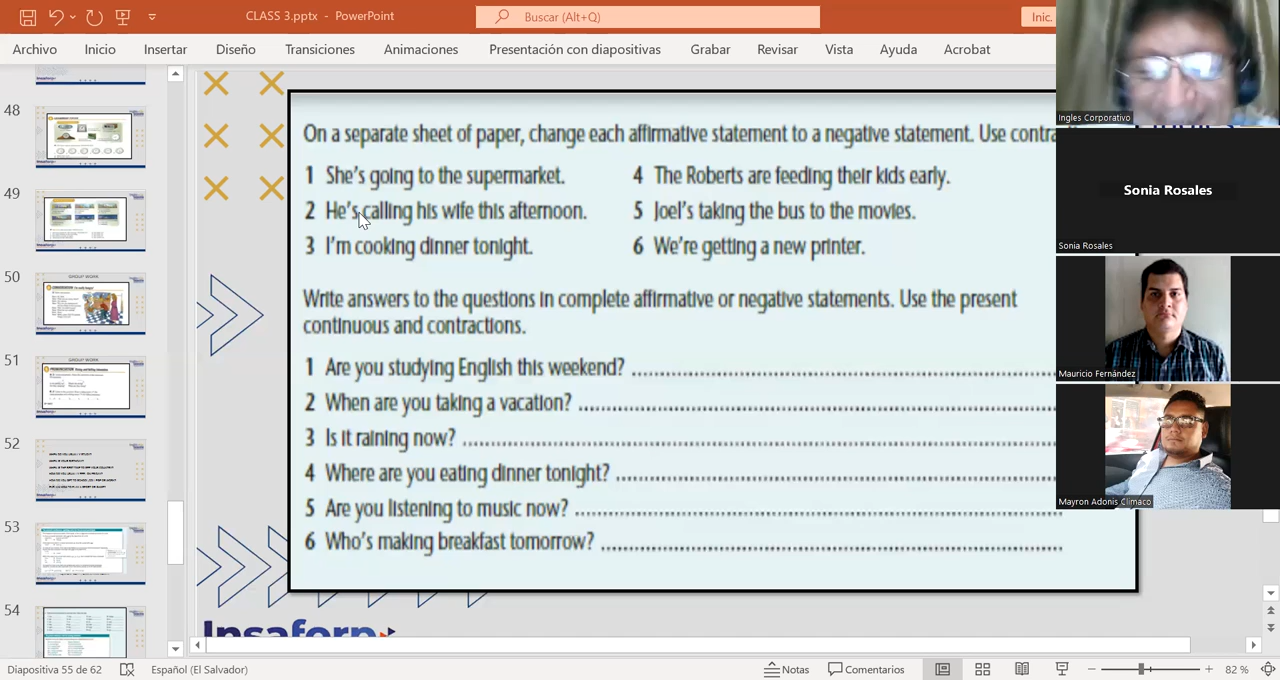 CLASS 3.pptx - PowerPoint
Buscar (Alt+Q)
Inic.
Archivo Inicio Insertar Diseño Transiciones Animaciones Presentación con diapositivas Grabar Revisar Vista Ayuda Acrobat
48
49
50
51
52
53
54
On a separate sheet of paper, change each affirmative statement to a negative statement. Use contra
1 She's going to the supermarket.
2 He's calling his wife this afternoon.
3 I'm cooking dinner tonight.
4 The Roberts are feeding their kids early.
5 Joel's taking the bus to the movies.
6 We're getting a new printer.
Write answers to the questions in complete affirmative or negative statements. Use the present
continuous and contractions.
1 Are you studying English this weekend?
2 When are you taking a vacation?
3 Is it raining now?
4 Where are you eating dinner tonight?
5 Are you listening to music now?
6 Who's making breakfast tomorrow?
Insaforp
Ingles Corporativo
Sonia Rosales
Sonia Rosales
Mauricio Fernández
Mayron Adonis Climaco
Diapositiva 55 de 62 Español (El Salvador) Notas Comentarios 82 %